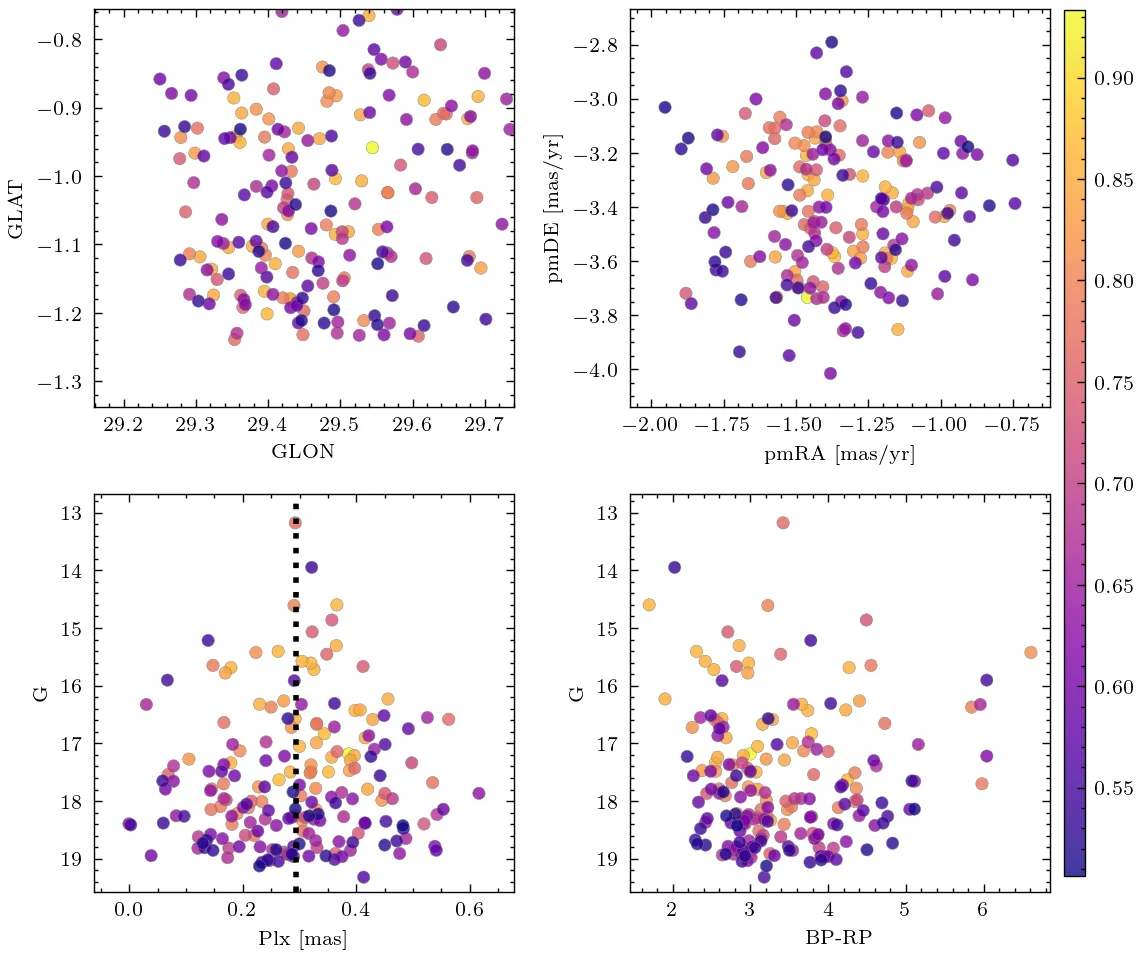 −0.8
−0.9
−1.0
−1.1
−1.2
−1.3
GLAT
29.2 29.3 29.4 29.5 29.6 29.7
GLON
−2.8
−3.0
−3.2
−3.4
−3.6
−3.8
−4.0
pmDE [mas/yr]
−2.00 −1.75 −1.50 −1.25 −1.00 −0.75
pmRA [mas/yr]
0.90
0.85
0.80
0.75
0.70
0.65
0.60
0.55
13
14
15
16
17
18
19
G
0.0 0.2 0.4 0.6
Plx [mas]
13
14
15
16
17
18
19
G
2 3 4 5 6
BP-RP